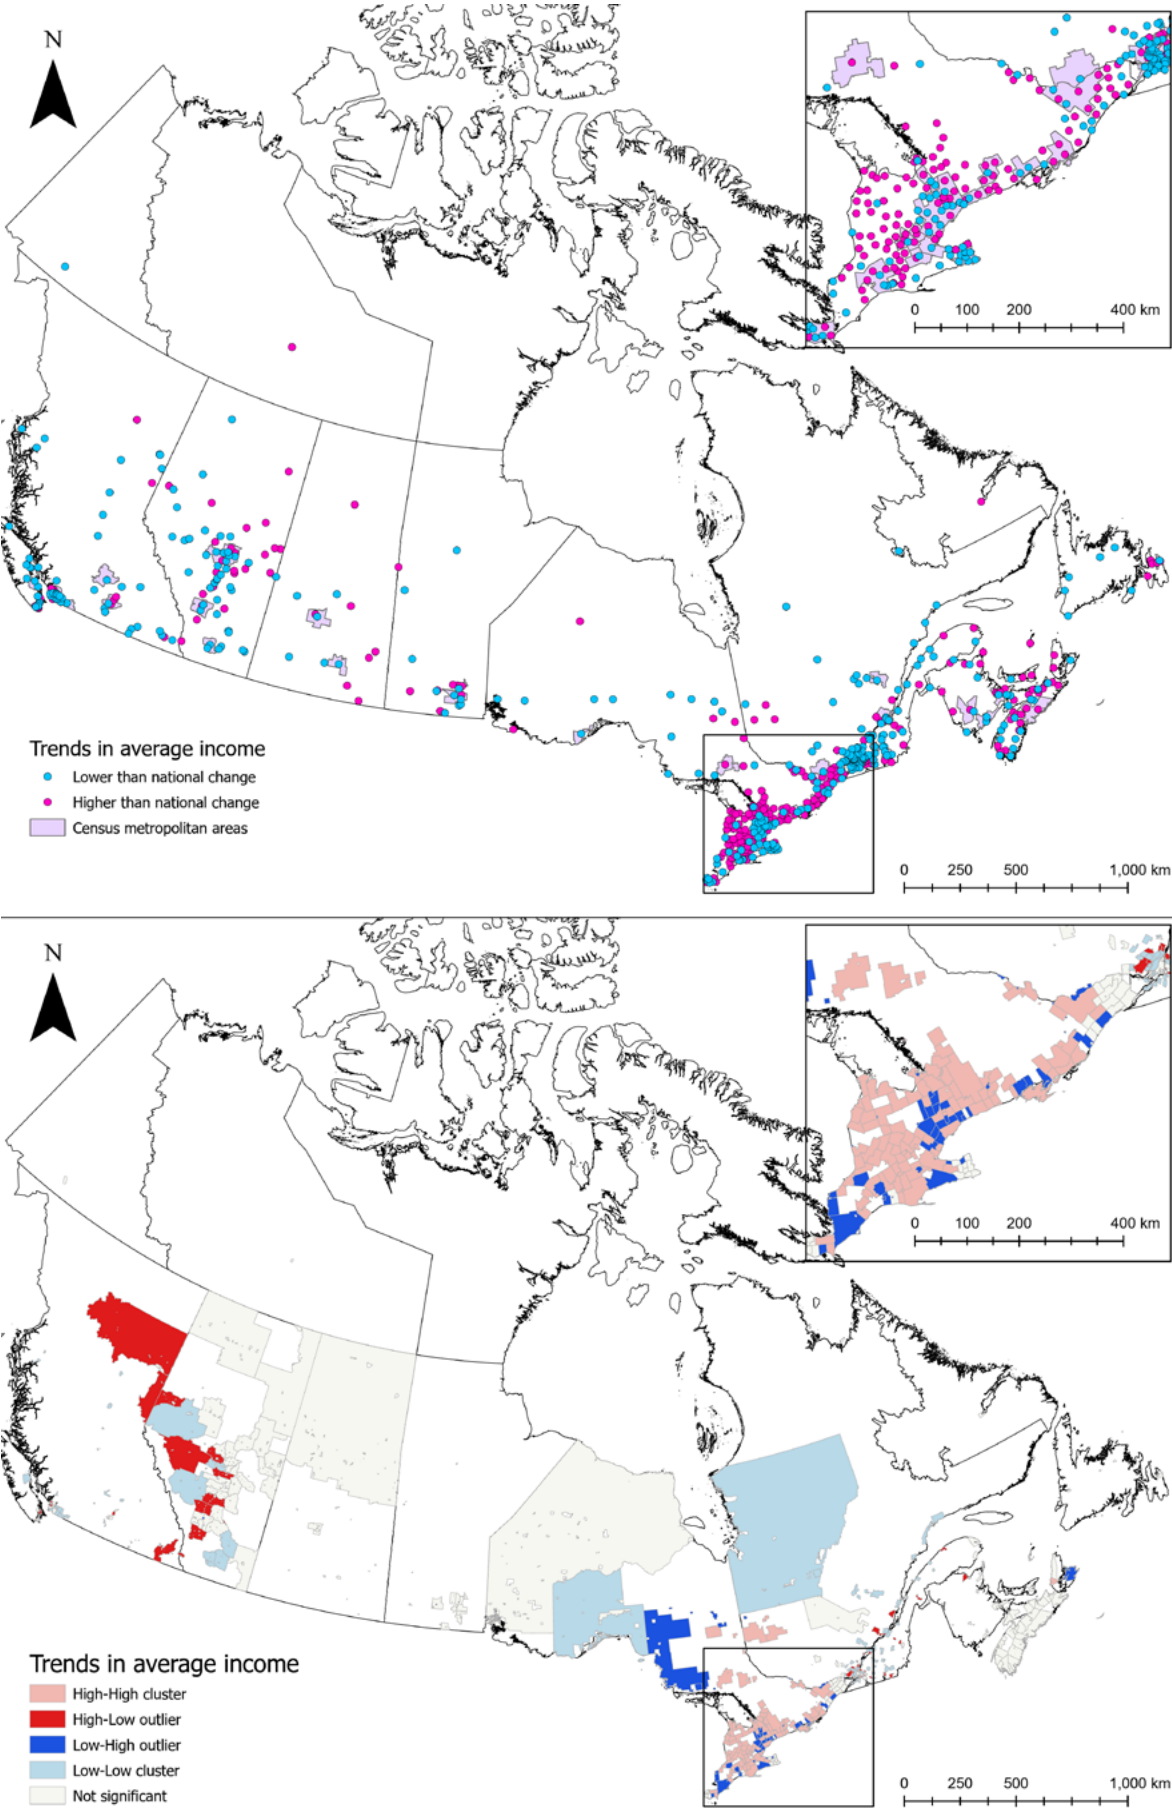 N
0 100 200 400 km
Trends in average income
Lower than national change
Higher than national change
Census metropolitan areas
0 250 500 1,000 km
N
0 100 200 400 km
Trends in average income
High-High cluster
High-Low outlier
Low-High outlier
Low-Low cluster
Not significant
0 250 500 1,000 km